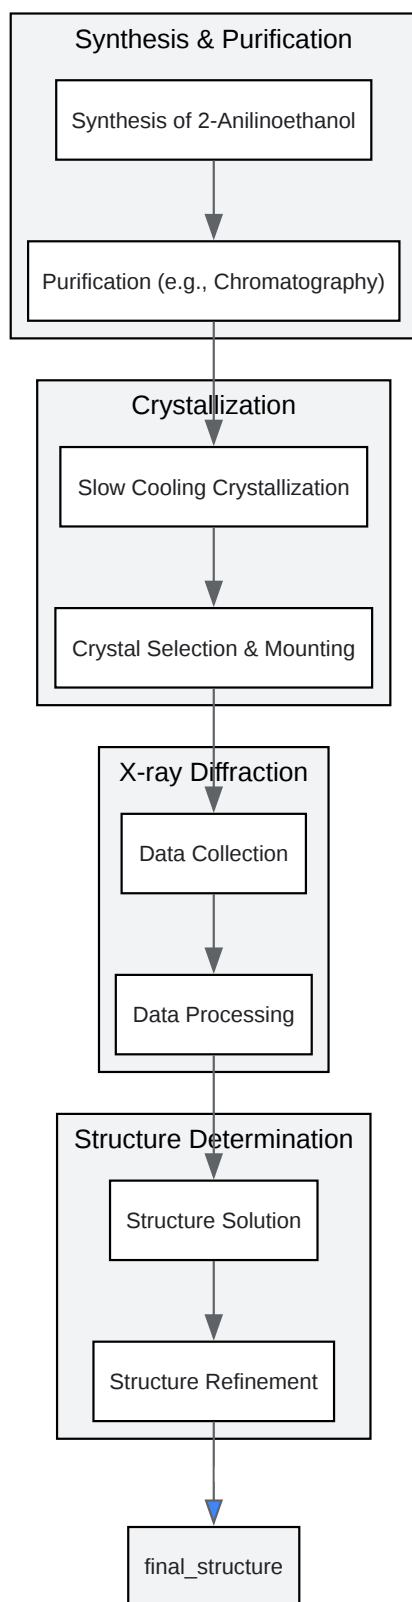 Synthesis & Purification
Synthesis of 2-Anilinoethanol
Purification (e.g., Chromatography)
Crystallization
Slow Cooling Crystallization
Crystal Selection & Mounting
X-ray Diffraction
Data Collection
Data Processing
Structure Determination
Structure Solution
Structure Refinement
final_structure